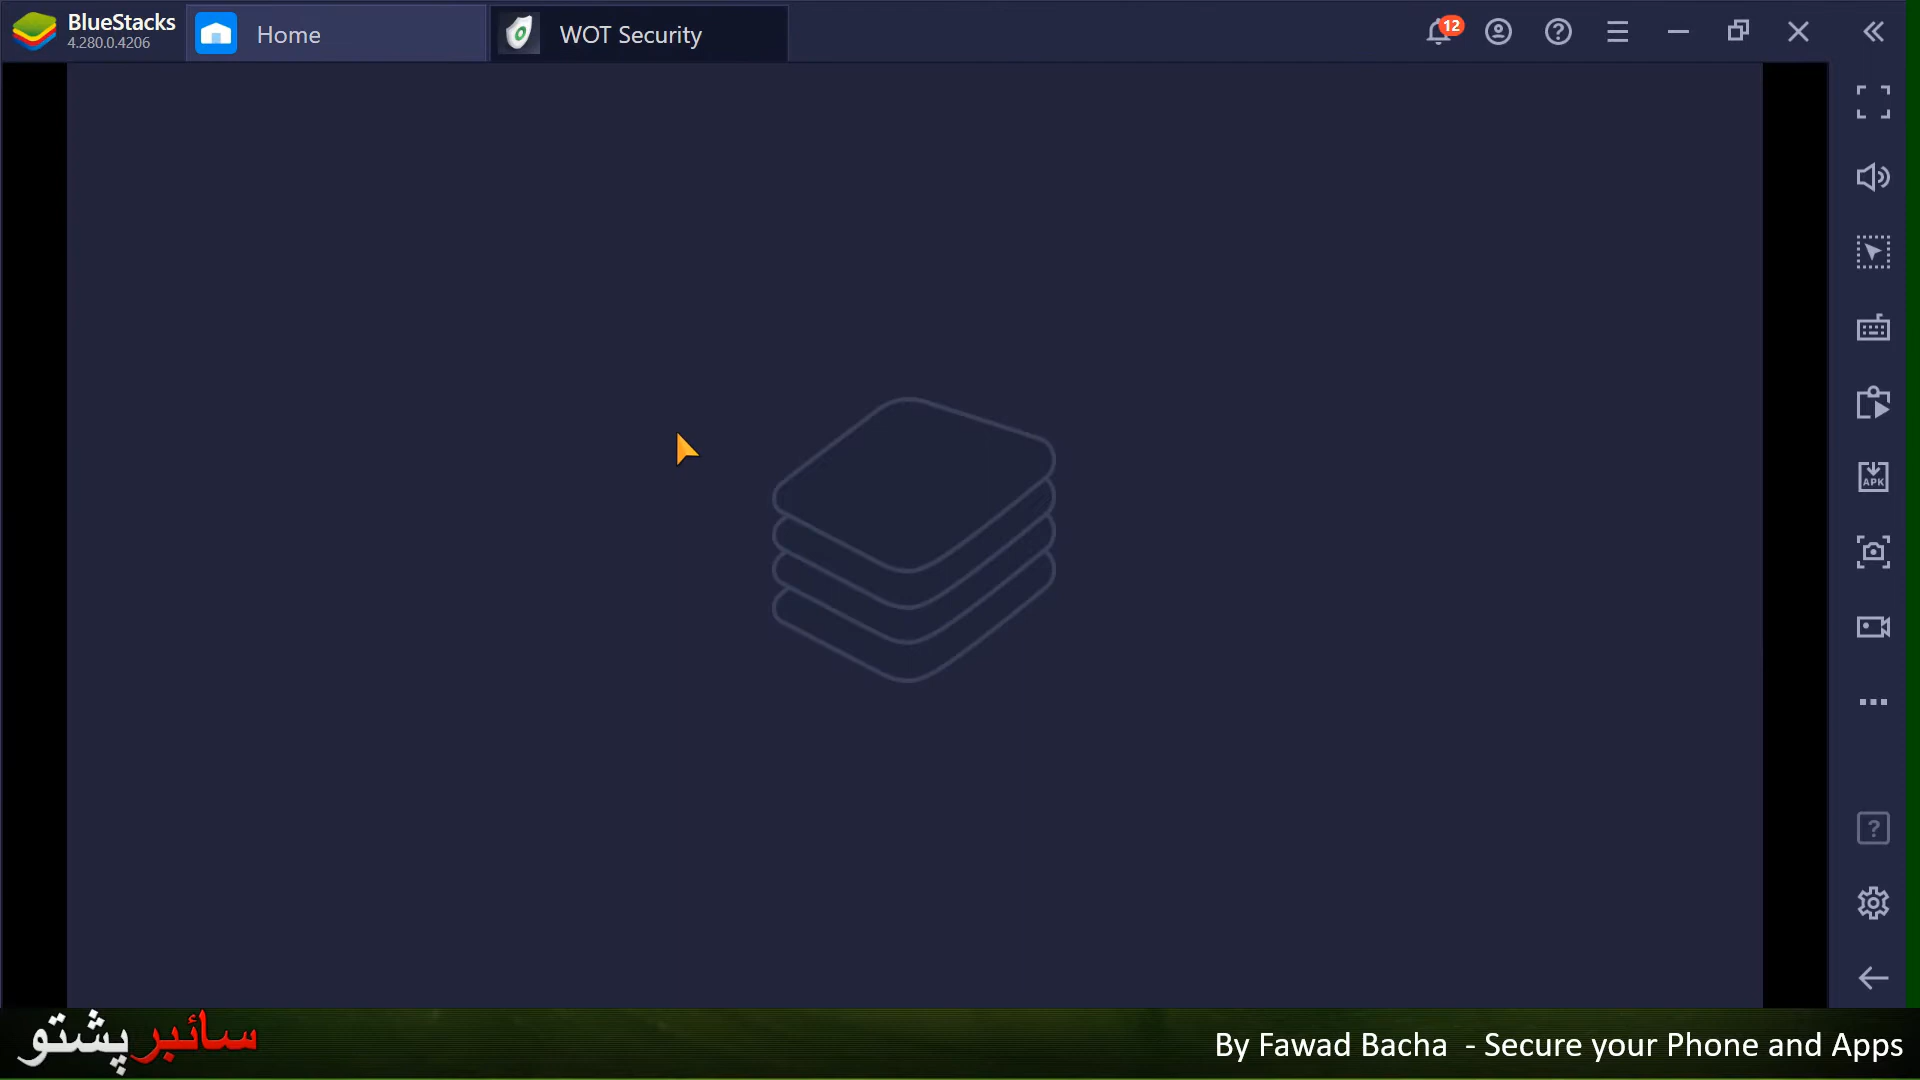 BlueStacks
4.280.0.4206
Home
WOT Security
12
APK
سائبر پشتو
By Fawad Bacha - Secure your Phone and Apps